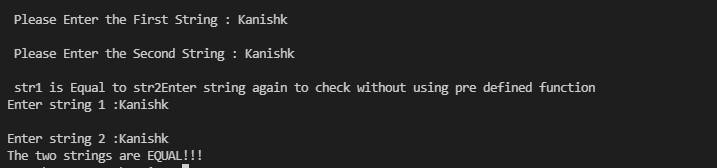 Please Enter the First String : Kanishk
Please Enter the Second String : Kanishk
str1 is Equal to str2Enter string again to check without using pre defined function
Enter string 1 :Kanishk
Enter string 2 :Kanishk
The two strings are EQUAL!!!